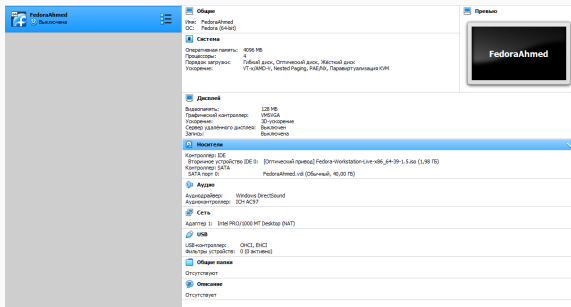 FedoraAhmed
Выключена
Общие
Имя: FedoraAhmed
ОС: Fedora (64-bit)
Система
Оперативная память: 4096 МБ
Процессоры: 4
Порядок загрузки: Гибкий диск, Оптический диск, Жёсткий диск
Ускорение: VT-x/AMD-V, Nested Paging, PAE/NX, Паравиртуализация KVM
Превью
FedoraAhmed
Дисплей
Видеопамять: 128 МБ
Графический контроллер: VMSVGA
Ускорение: 3D-ускорение
Сервер удалённого дисплея: Выключен
Запись: Выключена
Носители
Контроллер: IDE
Вторичное устройство IDE 0: [Оптический привод] Fedora-Workstation-Live-x86_64-39-1.5.iso (1,98 ГБ)
Контроллер: SATA
SATA порт 0: FedoraAhmed.vdi (Обычный, 40,00 ГБ)
Аудио
Аудиодрайвер: Windows DirectSound
Аудиоконтроллер: ICH AC97
Сеть
Адаптер 1: Intel PRO/1000 MT Desktop (NAT)
USB
USB-контроллер: OHCI, EHCI
Фильтры устройств: 0 (0 активно)
Общие папки
Отсутствуют
Описание
Отсутствует